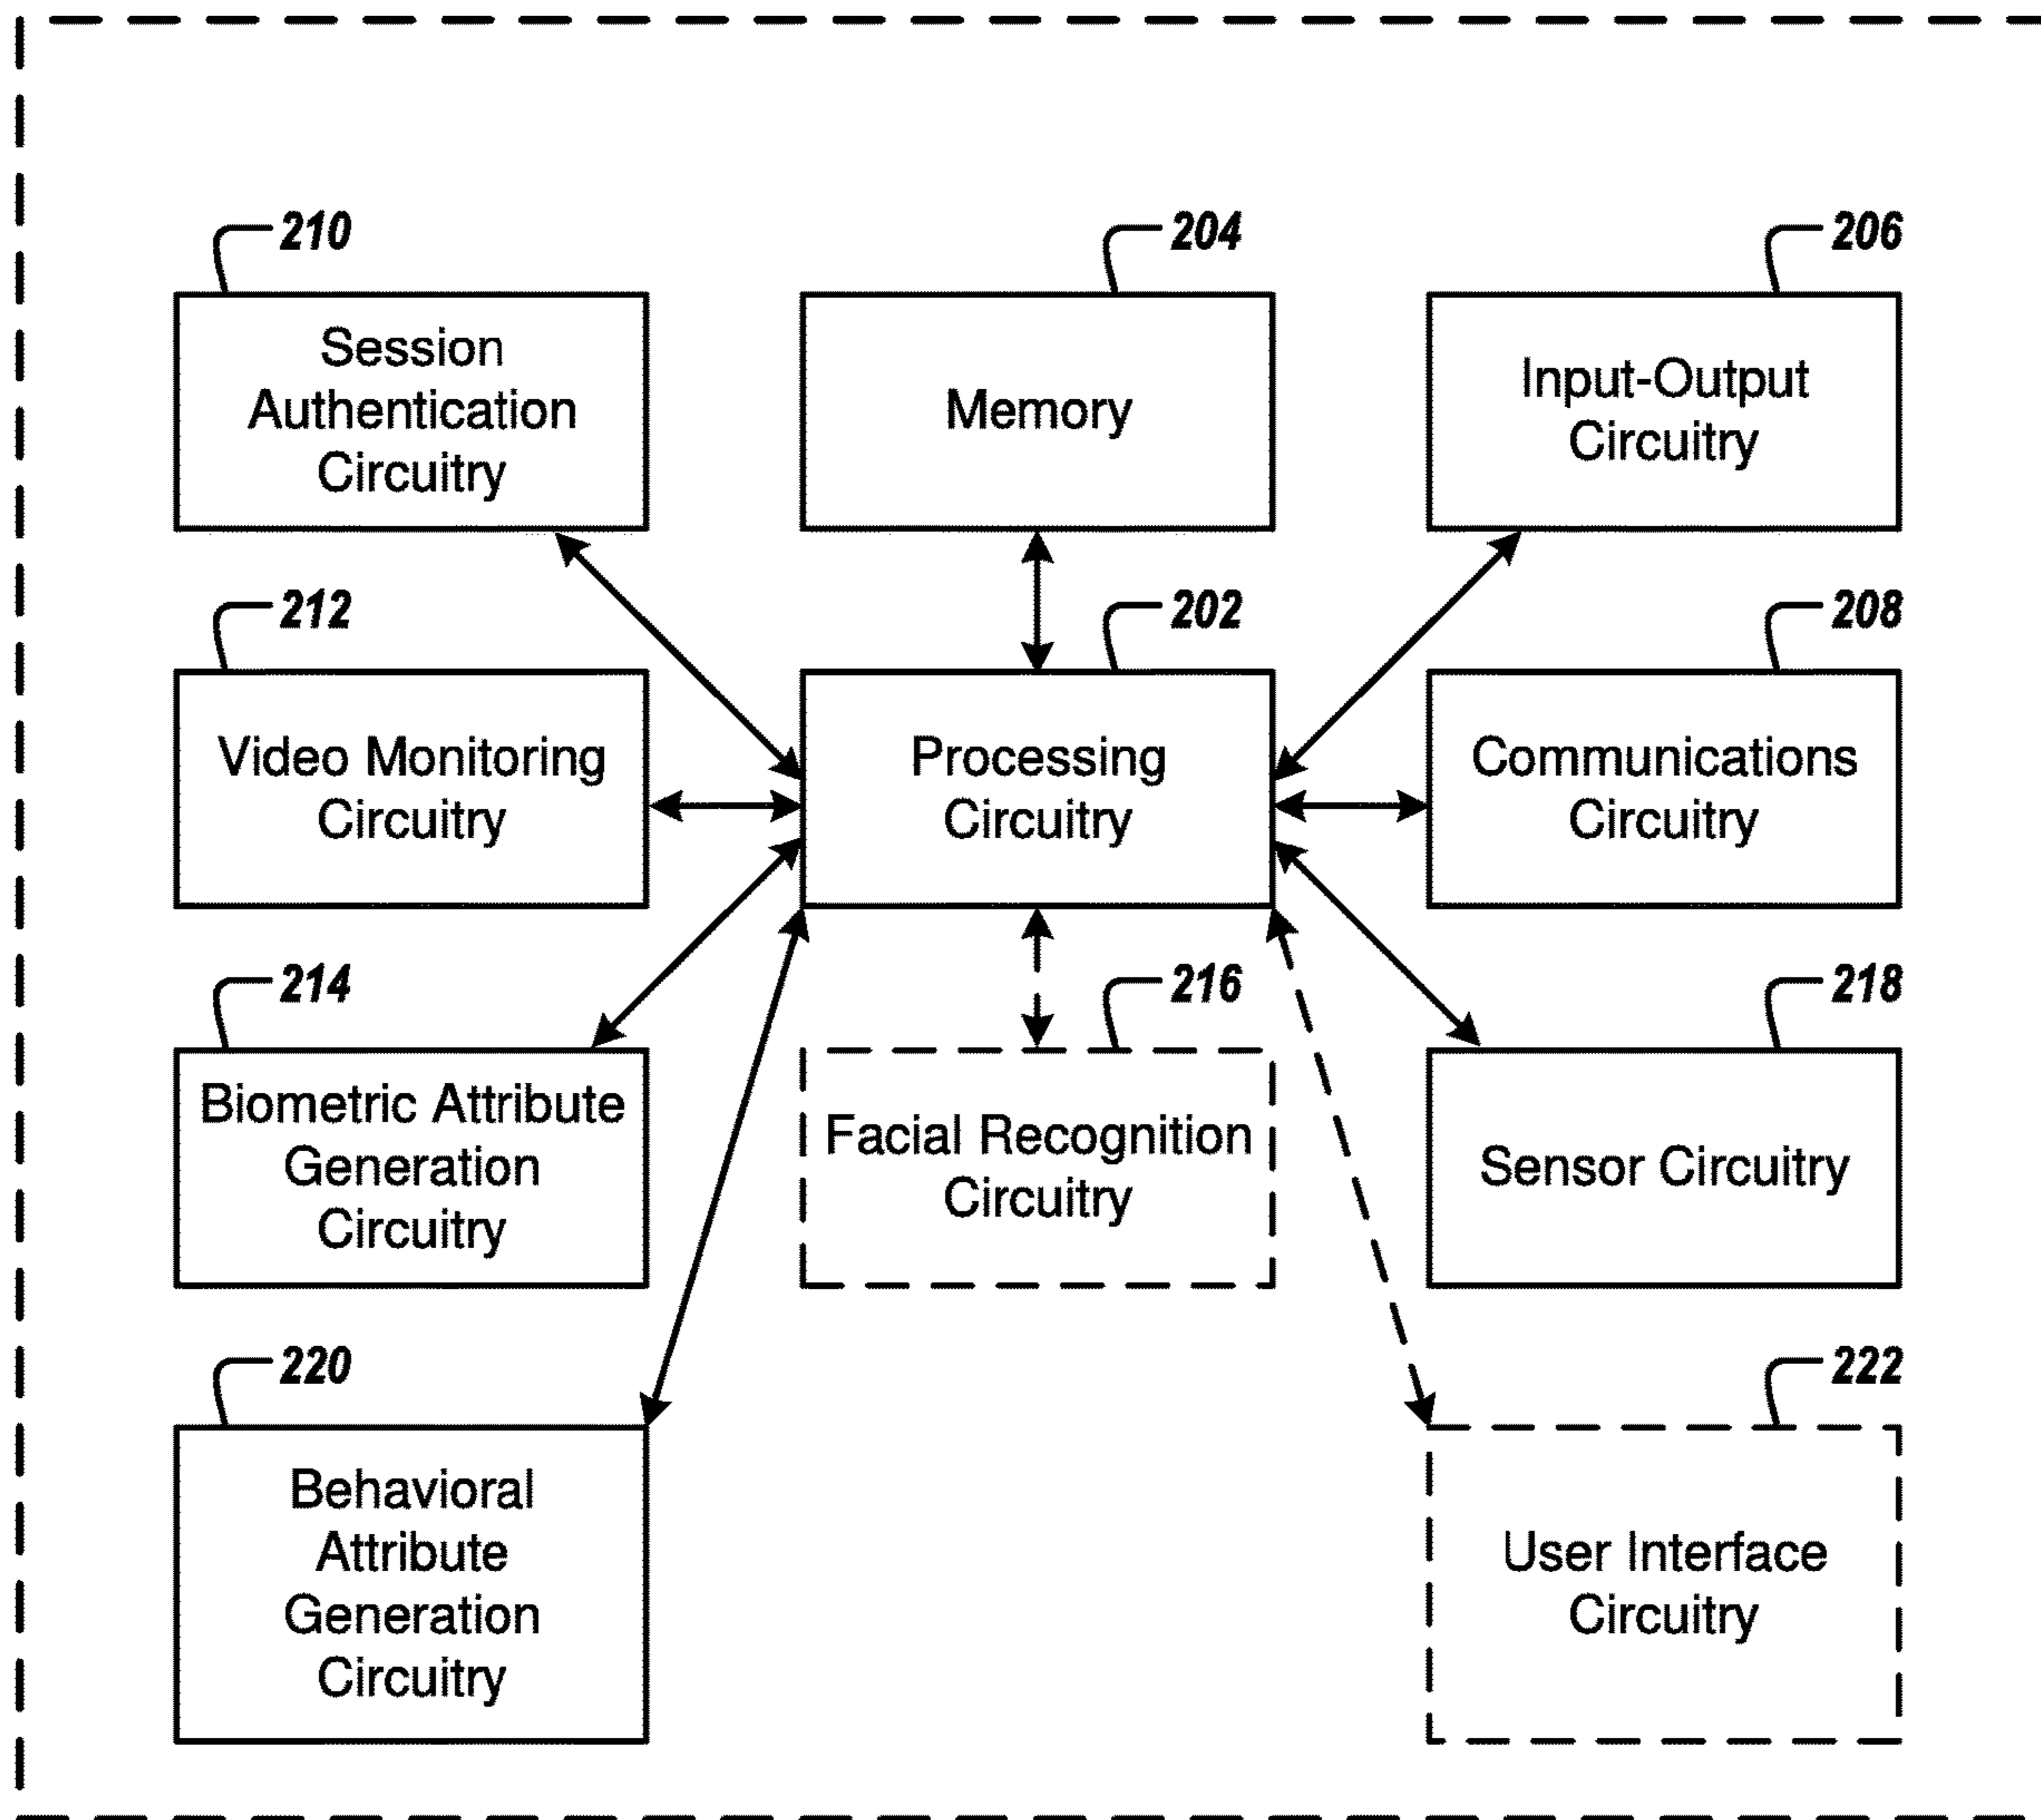 210
204
206
Session
Authentication
Circuitry
Memory
Input-Output
Circuitry
212
202
208
Video Monitoring
Circuitry
Processing
Circuitry
Communications
Circuitry
214
216
218
Biometric Attribute
Generation
Circuitry
Facial Recognition
Circuitry
Sensor Circuitry
220
222
Behavioral
Attribute
Generation
Circuitry
User Interface
Circuitry